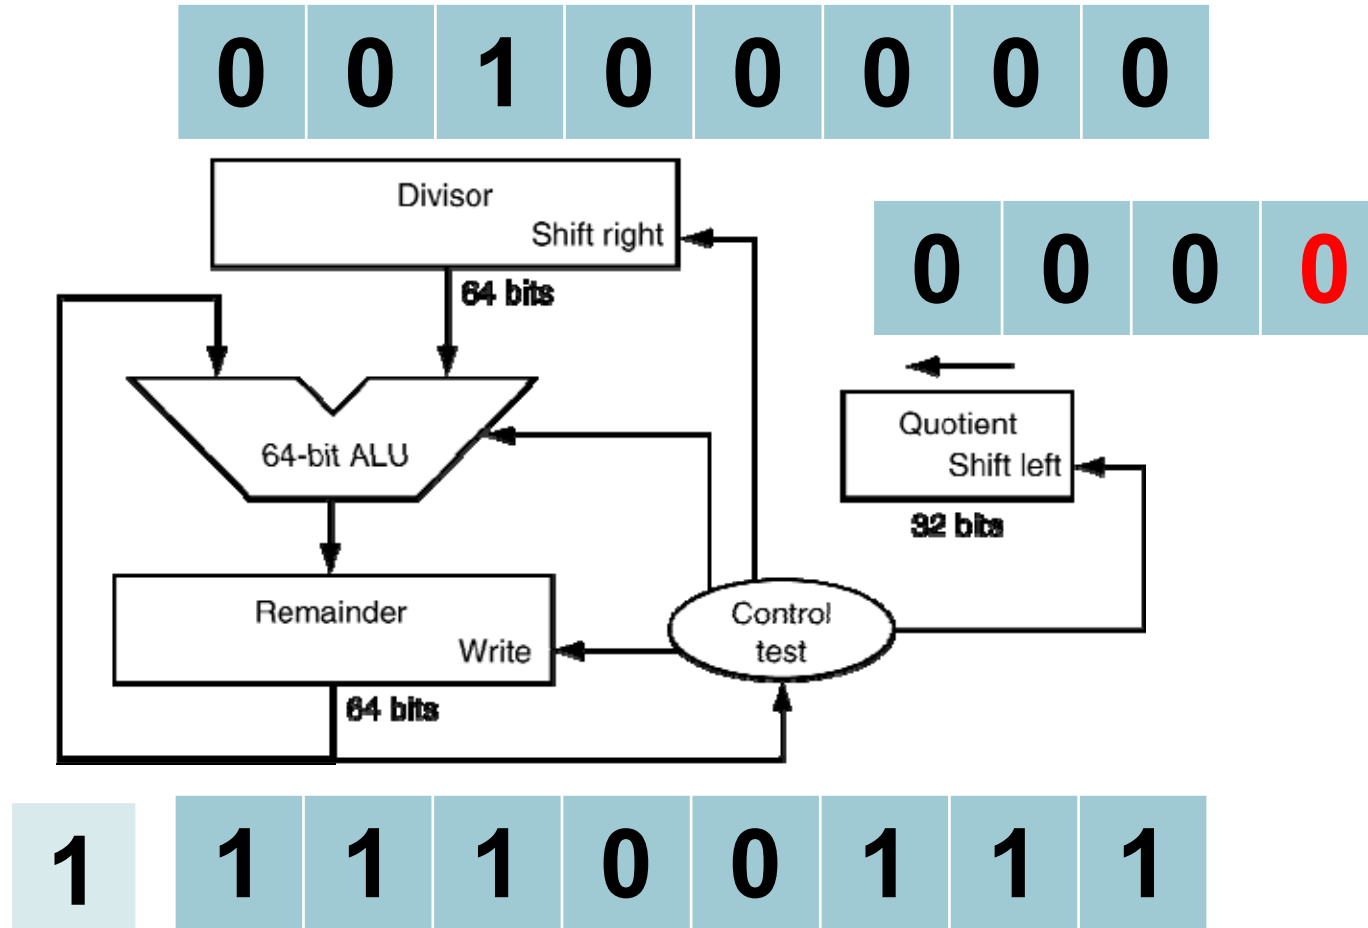 0 0 1 0 0 0 0 0
Divisor
Shift right
64 bits
0 0 0 0
64-bit ALU
Quotient
Shift left
32 bits
Remainder
Write
64 bits
Control
test
1 1 1 1 0 0 1 1 1